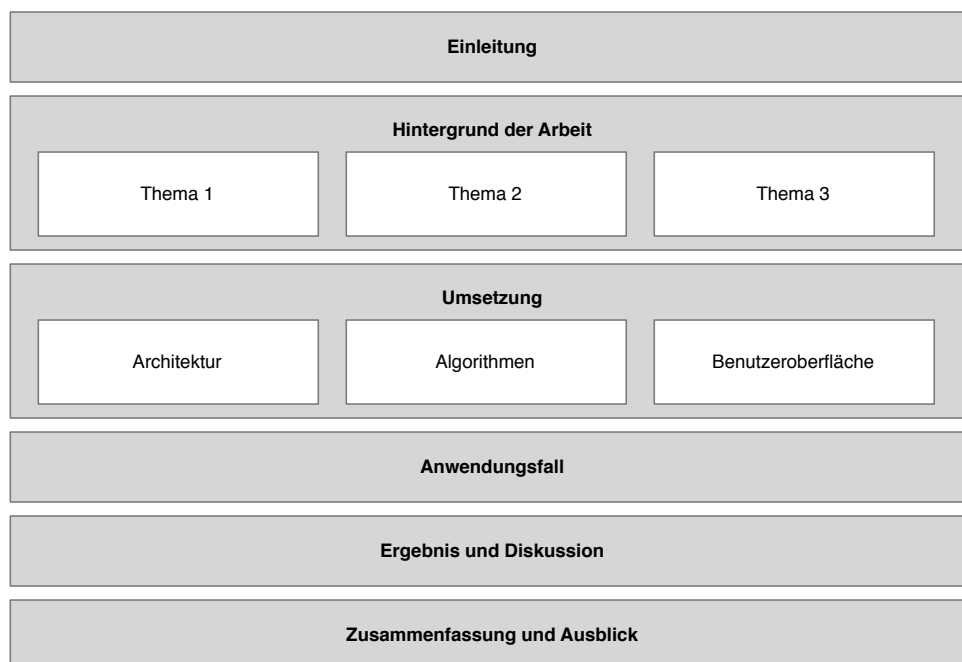 Einleitung
Hintergrund der Arbeit
Thema 1
Thema 2
Thema 3
Umsetzung
Architektur
Algorithmen
Benutzeroberfläche
Anwendungsfall
Ergebnis und Diskussion
Zusammenfassung und Ausblick